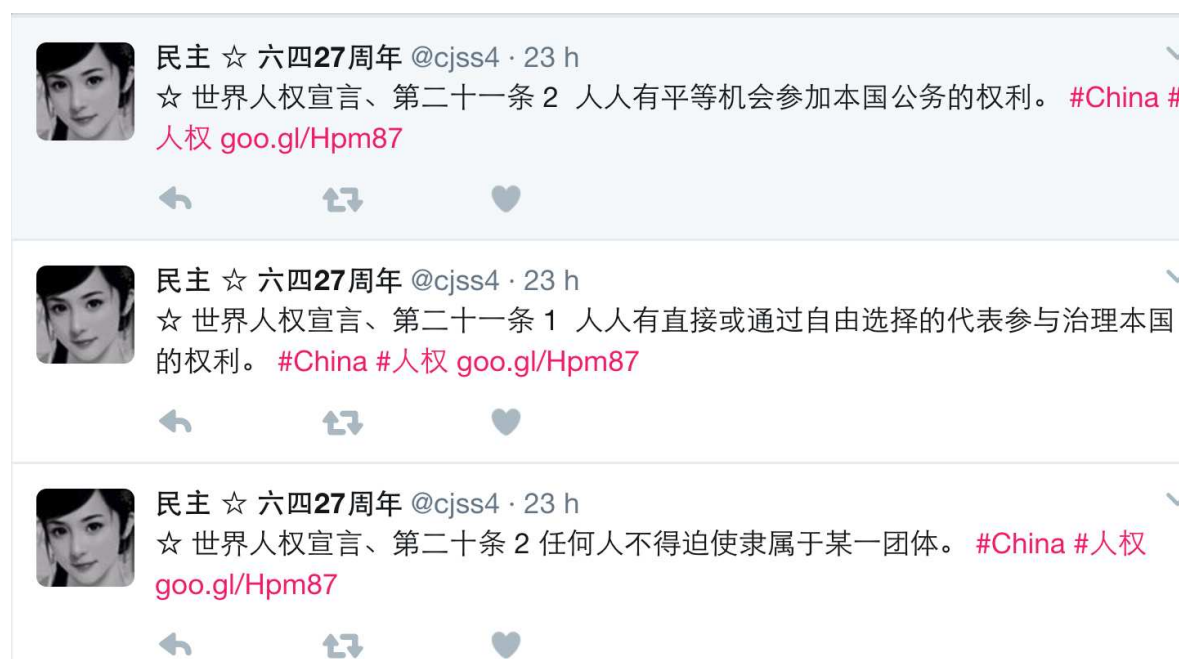 民主 ☆ 六四27周年 @cjss4 · 23 h
☆ 世界人权宣言、第二十一条 2 人人有平等机会参加本国公务的权利。 #China #
人权 goo.gl/Hpm87
民主 ☆ 六四27周年 @cjss4 · 23 h
☆ 世界人权宣言、第二十一条 1 人人有直接或通过自由选择的代表参与治理本国
的权利。 #China #人权 goo.gl/Hpm87
民主 ☆ 六四27周年 @cjss4 · 23 h
☆ 世界人权宣言、第二十条 2 任何人不得迫使隶属于某一团体。 #China #人权
goo.gl/Hpm87